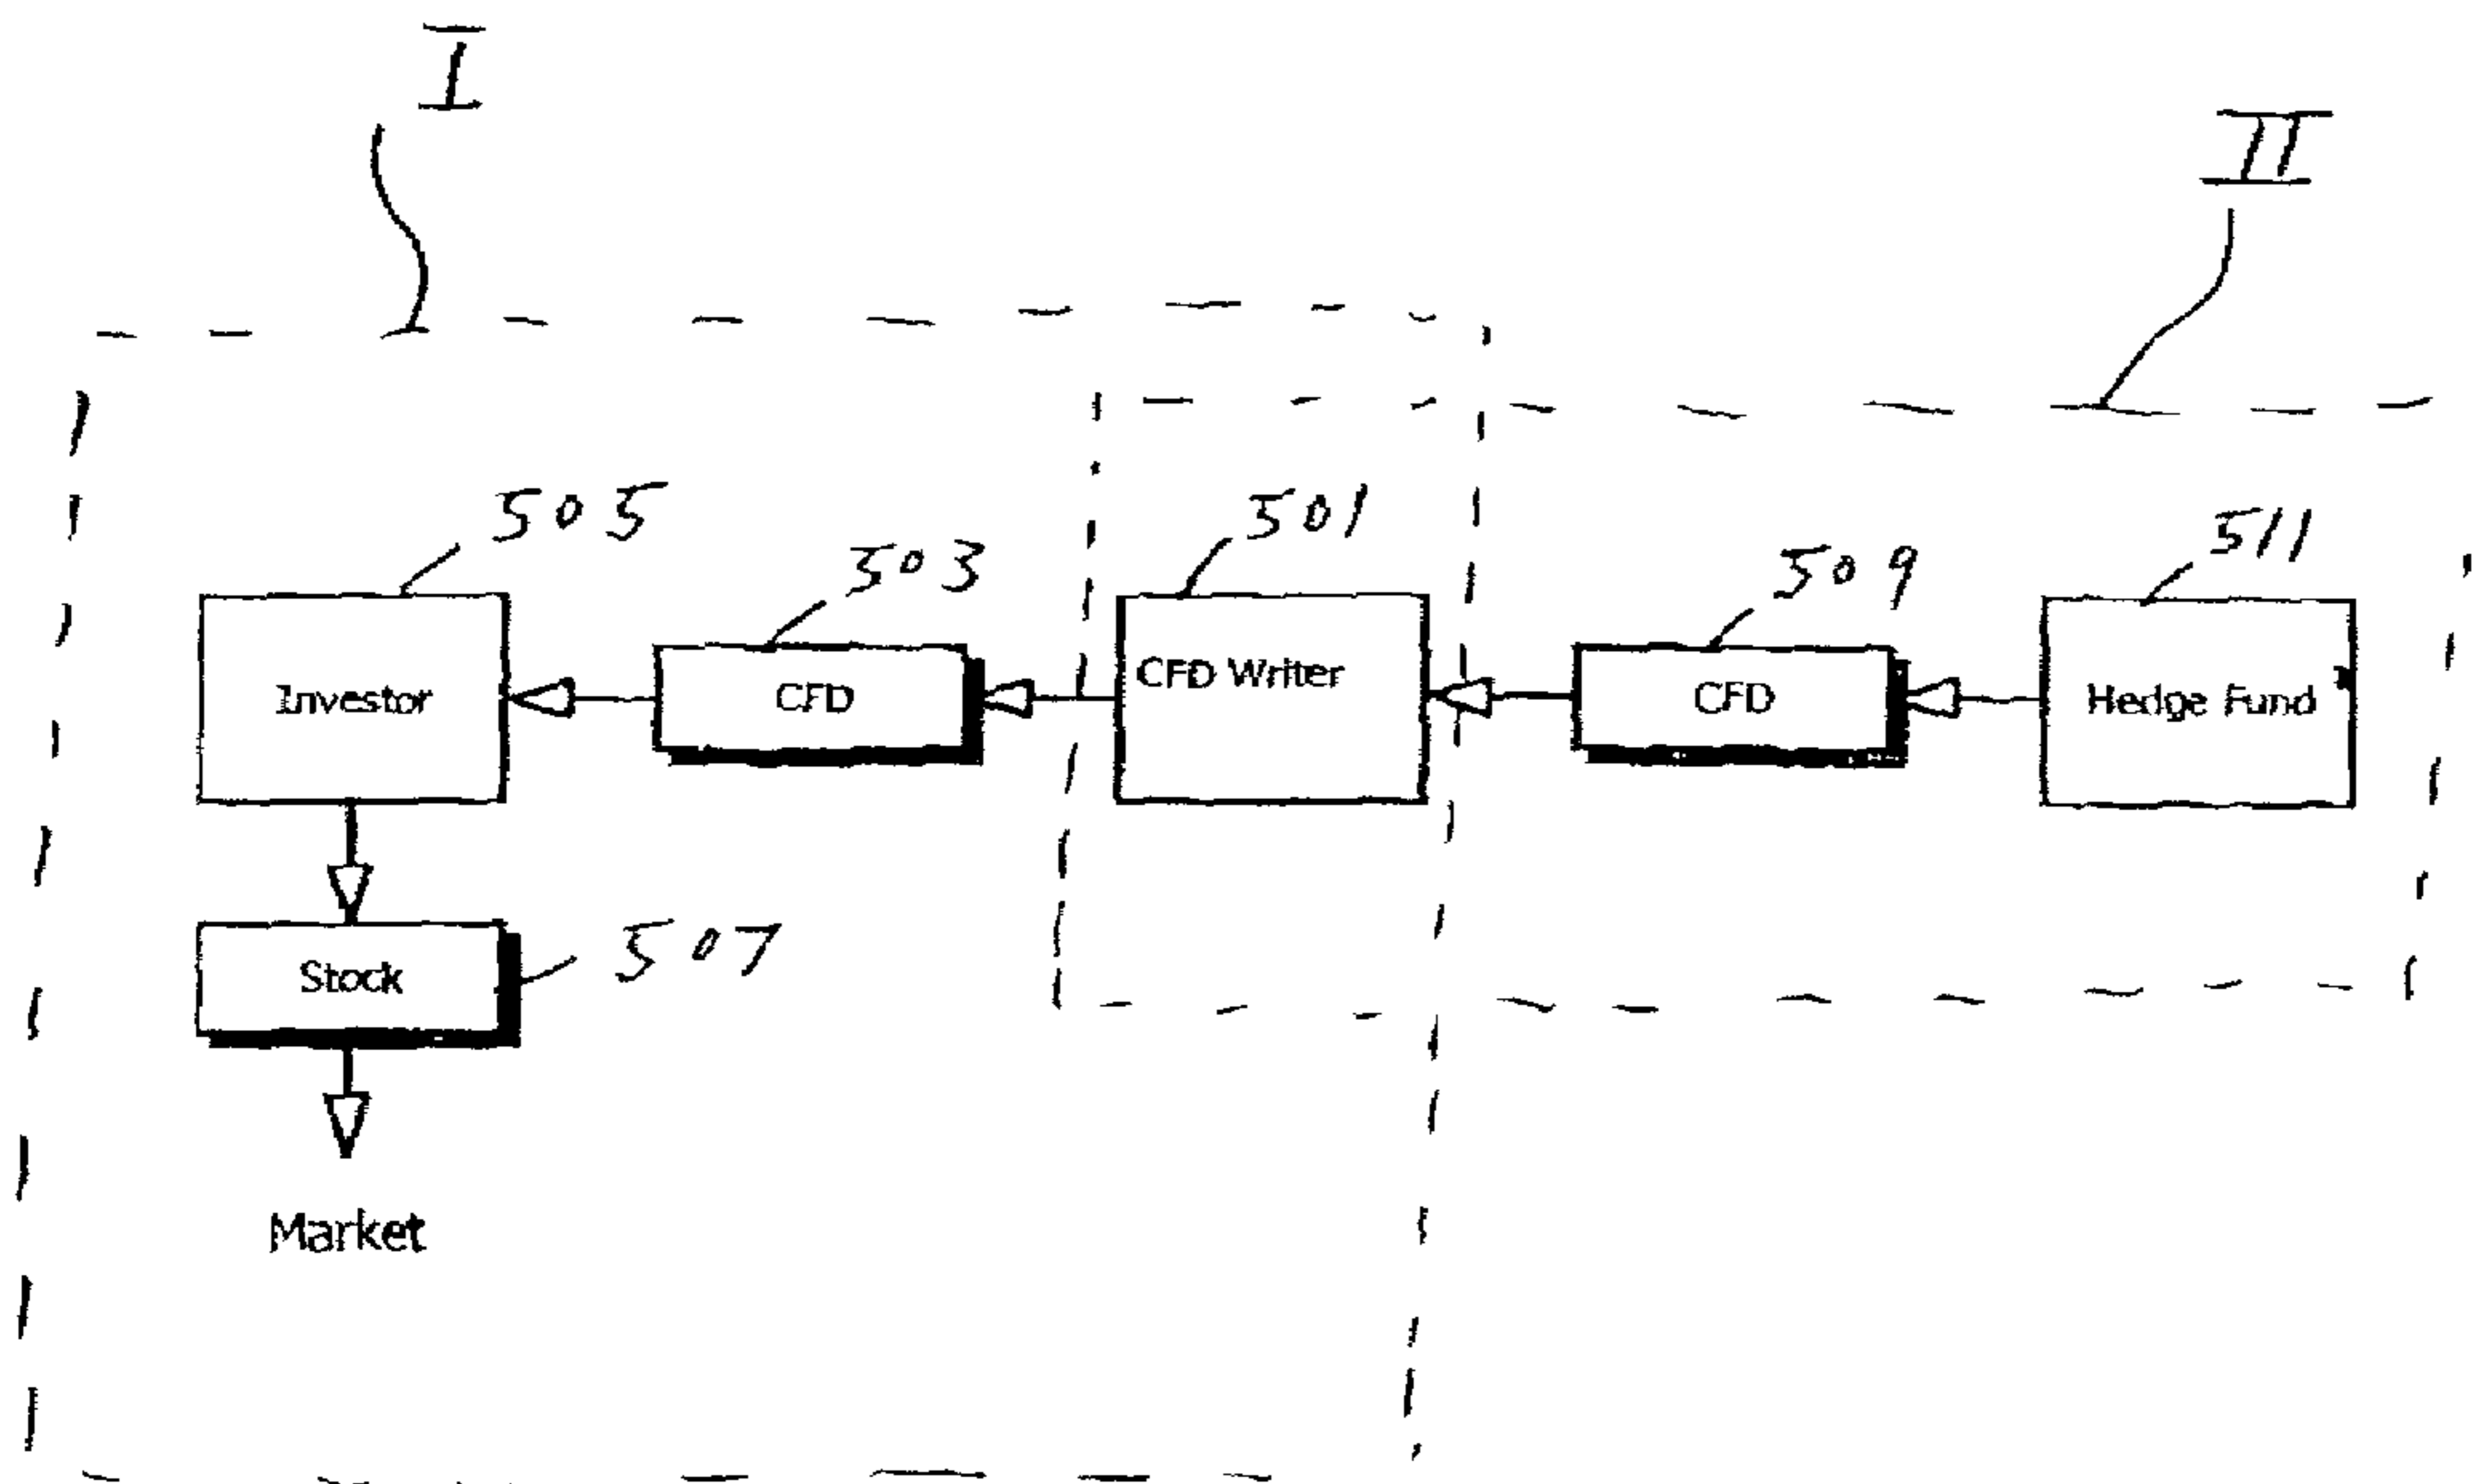 I
II
505
503
501
509
511
Investor
CFD
CFD Writer
CFD
Hedge Fund
Stock
507
Market